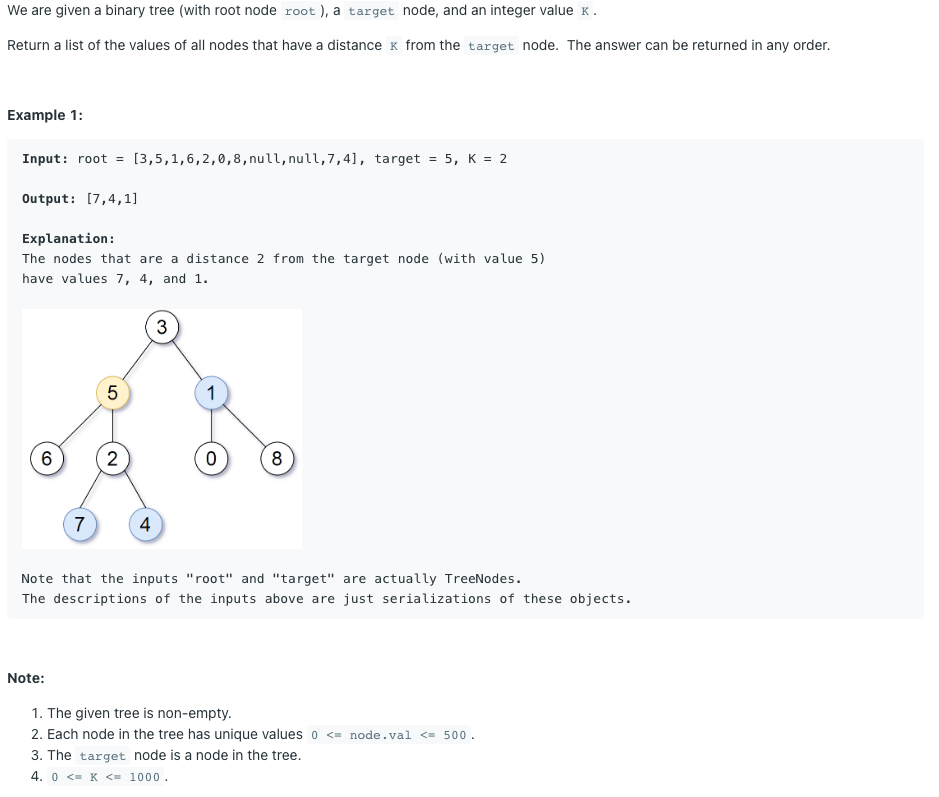 We are given a binary tree (with root node root ), a target node, and an integer value K .
Return a list of the values of all nodes that have a distance K from the target node. The answer can be returned in any order.
Example 1:
Input: root = [3,5,1,6,2,0,8,null,null,7,4], target = 5, K = 2
Output: [7,4,1]
Explanation:
The nodes that are a distance 2 from the target node (with value 5)
have values 7, 4, and 1.
3
5 1
6 2 0 8
7 4
Note that the inputs "root" and "target" are actually TreeNodes.
The descriptions of the inputs above are just serializations of these objects.
Note:
1. The given tree is non-empty.
2. Each node in the tree has unique values 0 <= node.val <= 500 .
3. The target node is a node in the tree.
4. 0 <= K <= 1000 .